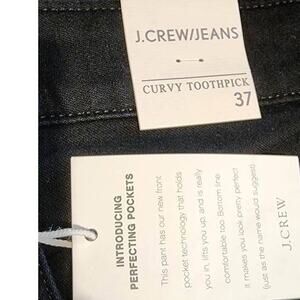 J.CREW/JEANS
CURVY TOOTHPICK
37
INTRODUCING
PERFECTING POCKETS
This pant has our new front
pocket technology that holds
you in, lifts you up, and is really
comfortable too. Bottom line:
it makes you look pretty perfect
(just as the name would suggest)
J.CREW